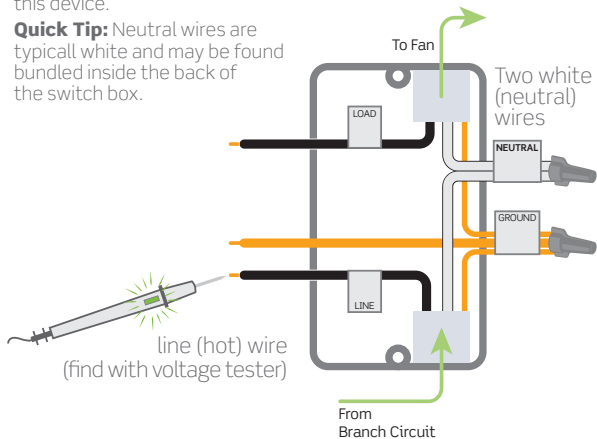 this device.
Quick Tip: Neutral wires are
typicall white and may be found
bundled inside the back of
the switch box.
To Fan
Two white
(neutral)
wires
LOAD
NEUTRAL
GROUND
LINE
line (hot) wire
(find with voltage tester)
From
Branch Circuit